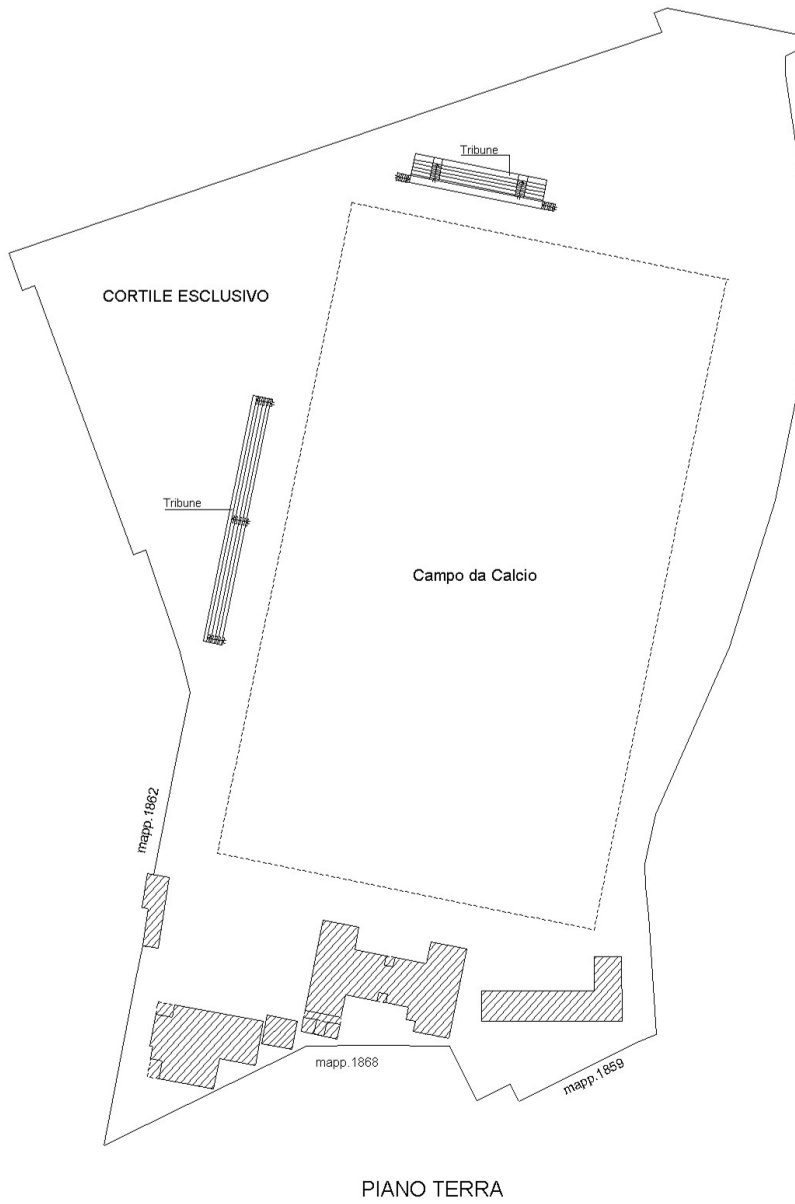 Tribune
CORTILE ESCLUSIVO
Tribune
Campo da Calcio
mapp.1862
mapp.1868
mapp.1859
PIANO TERRA